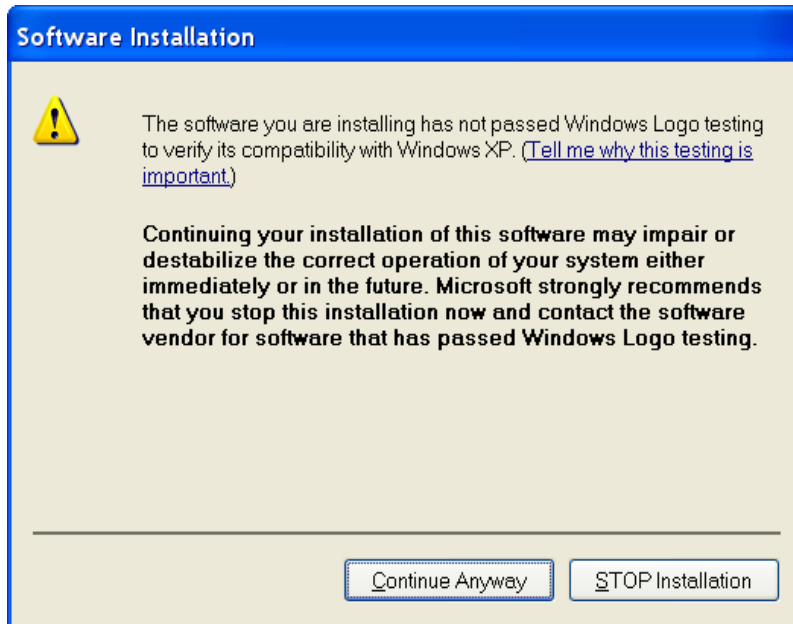 Software Installation
The software you are installing has not passed Windows Logo testing
to verify its compatibility with Windows XP. (Tell me why this testing is
important.)
Continuing your installation of this software may impair or
destabilize the correct operation of your system either
immediately or in the future. Microsoft strongly recommends
that you stop this installation now and contact the software
vendor for software that has passed Windows Logo testing.
Continue Anyway
STOP Installation